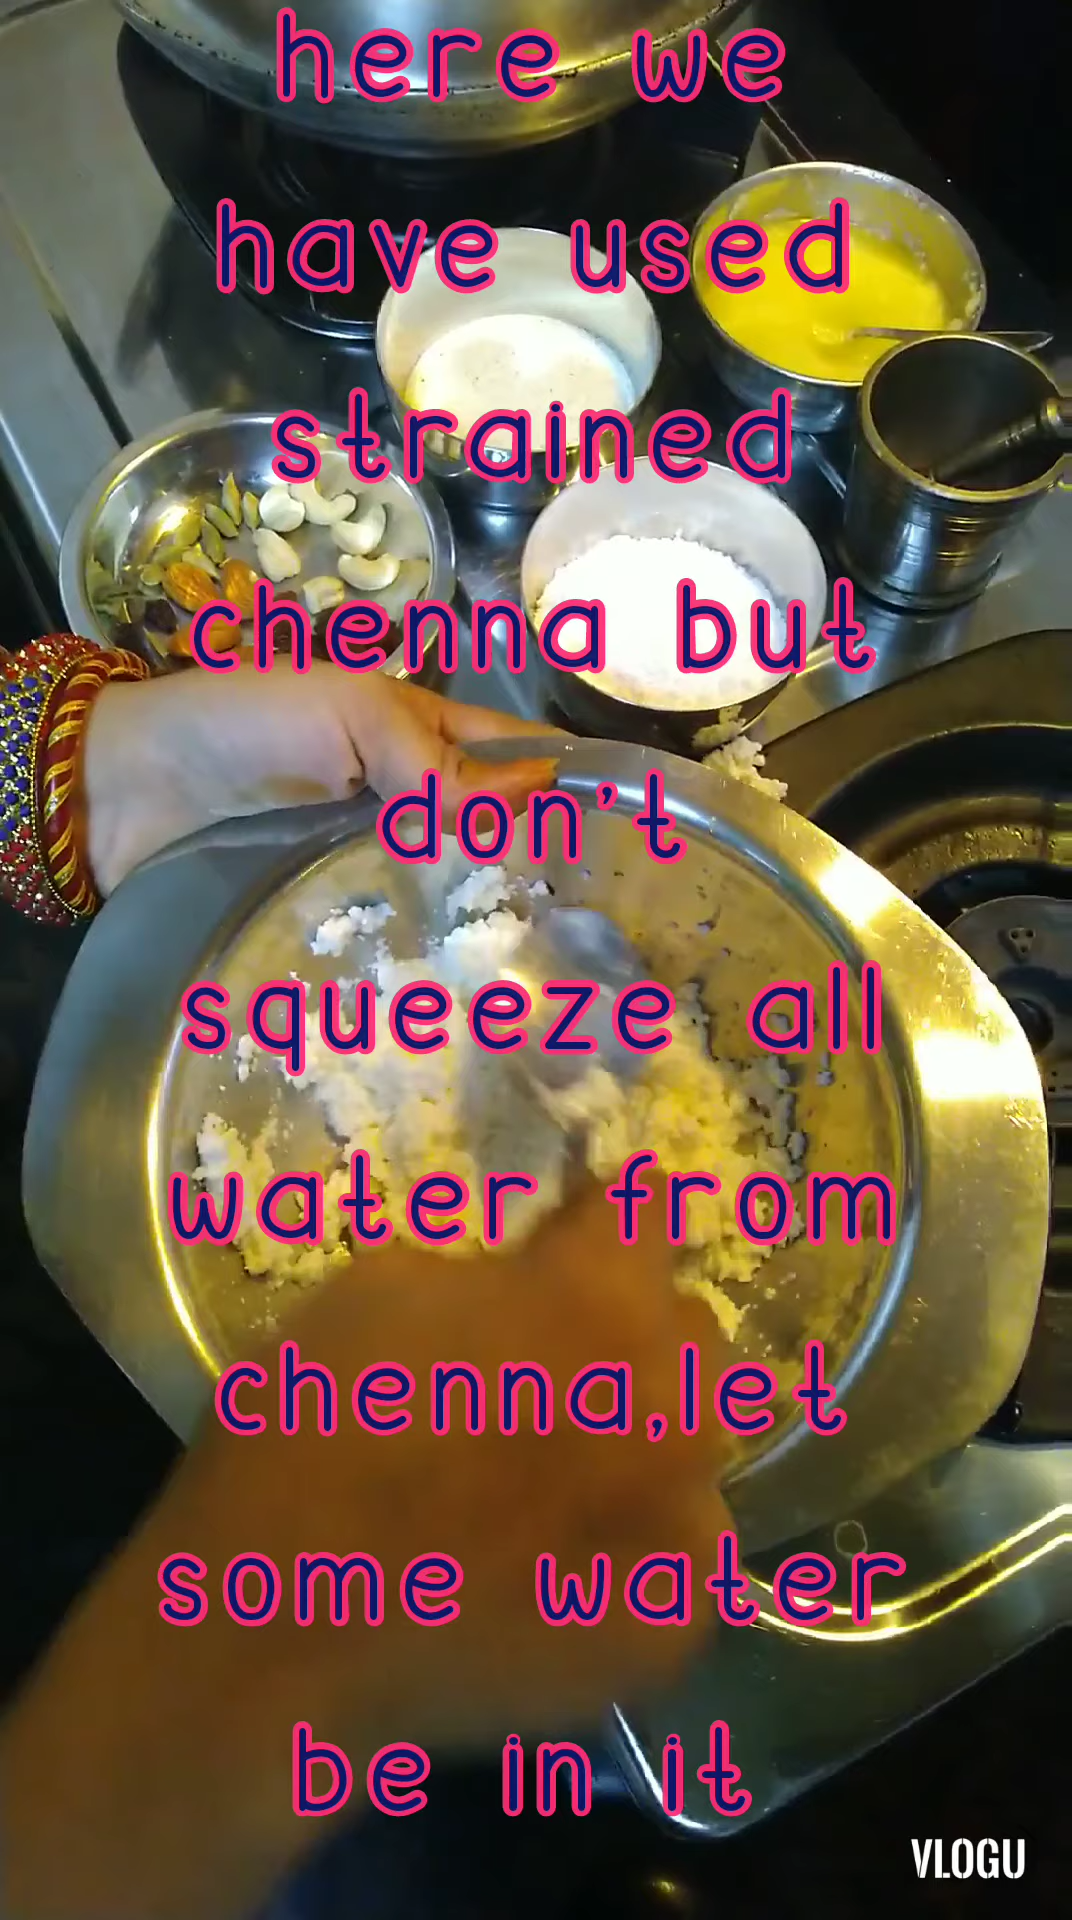 here we
have used
strained
chenna but
don't
squeeze all
water from
chenna,let
some water
be in it
VLOGU